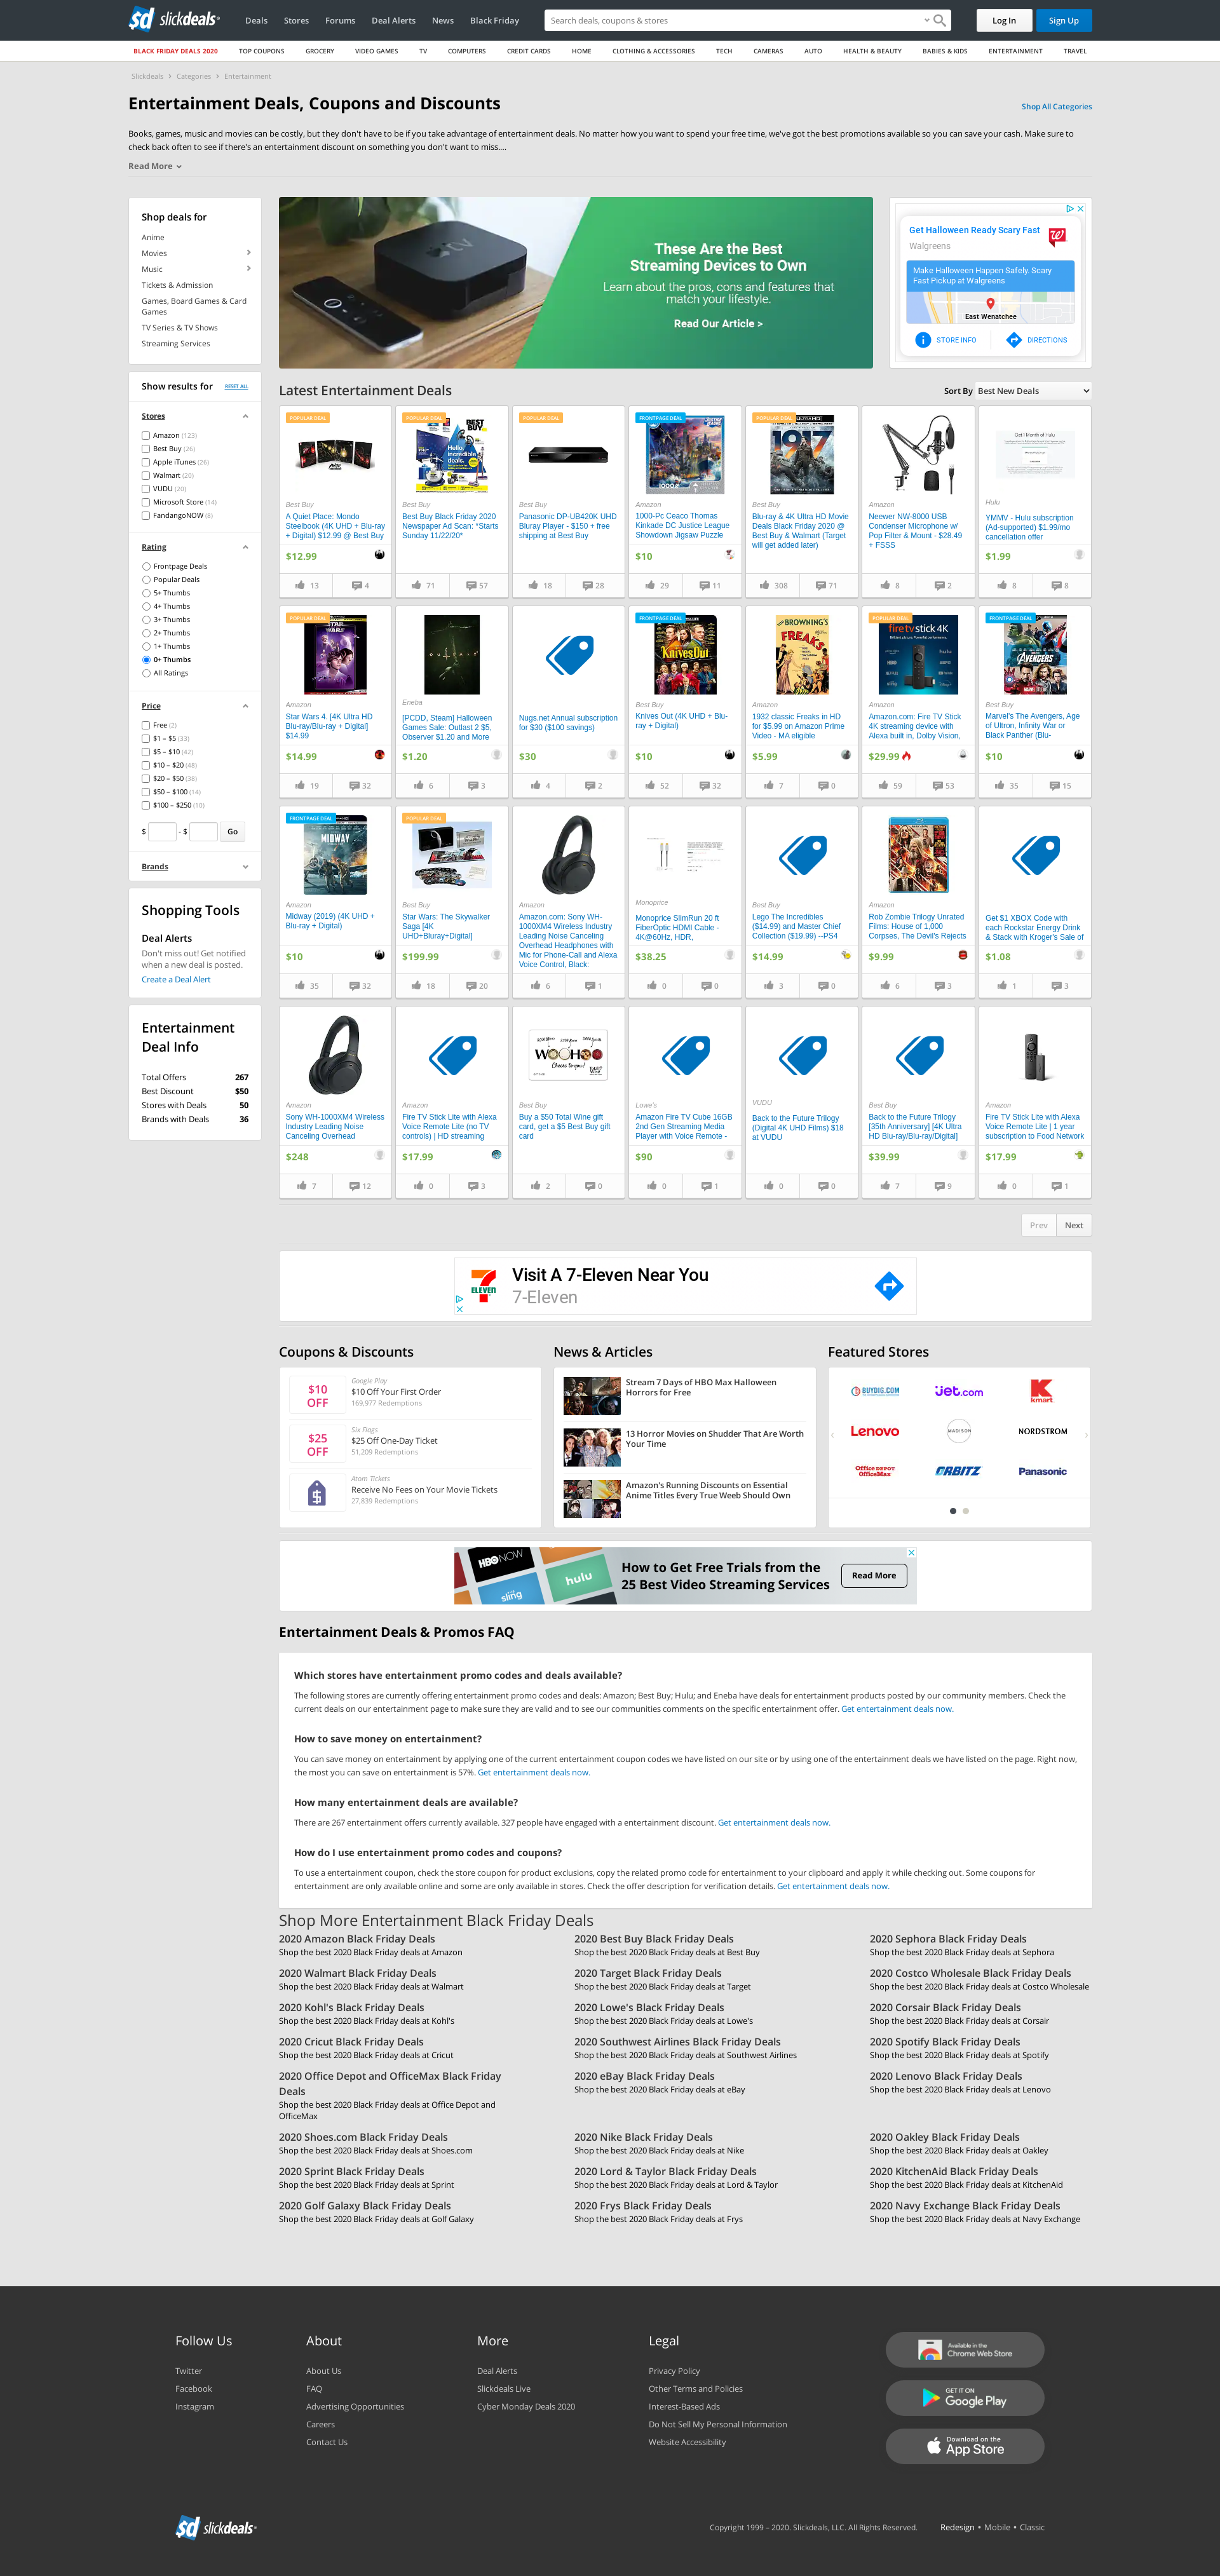 slickdeals
Deals
Stores
Forums
Deal Alerts
News
Black Friday
Search deals, coupons & stores
Log In
Sign Up
BLACK FRIDAY DEALS 2020
TOP COUPONS
GROCERY
VIDEO GAMES
TV
COMPUTERS
CREDIT CARDS
HOME
CLOTHING & ACCESSORIES
TECH
CAMERAS
AUTO
HEALTH & BEAUTY
BABIES & KIDS
ENTERTAINMENT
TRAVEL
Slickdeals > Categories > Entertainment
Entertainment Deals, Coupons and Discounts
Shop All Categories
Books, games, music and movies can be costly, but they don't have to be if you take advantage of entertainment deals. No matter how you want to spend your free time, we've got the best promotions available so you can save your cash. Make sure to
check back often to see if there's an entertainment discount on something you don't want to miss....
Read More
Shop deals for
Anime
Movies
Music
Tickets & Admission
Games, Board Games & Card
Games
TV Series & TV Shows
Streaming Services
Show results for
RESET ALL
Stores
Amazon (123)
Best Buy (26)
Apple iTunes (26)
Walmart (20)
VUDU (20)
Microsoft Store (14)
FandangoNOW (8)
Rating
Frontpage Deals
Popular Deals
5+ Thumbs
4+ Thumbs
3+ Thumbs
2+ Thumbs
1+ Thumbs
0+ Thumbs
All Ratings
Price
Free (2)
$1 – $5 (33)
$5 – $10 (42)
$10 – $20 (48)
$20 – $50 (38)
$50 – $100 (14)
$100 – $250 (10)
$ - $ Go
Brands
Shopping Tools
Deal Alerts
Don't miss out! Get notified
when a new deal is posted.
Create a Deal Alert
Entertainment
Deal Info
Total Offers 267
Best Discount $50
Stores with Deals 50
Brands with Deals 36
tv
These Are the Best
Streaming Devices to Own
Learn about the pros, cons and features that
match your lifestyle.
Read Our Article >
Get Halloween Ready Scary Fast
Walgreens
Make Halloween Happen Safely. Scary
Fast Pickup at Walgreens
East Wenatchee
STORE INFO
DIRECTIONS
Latest Entertainment Deals
Sort By Best New Deals
POPULAR DEAL
Best Buy
A Quiet Place: Mondo
Steelbook (4K UHD + Blu-ray
+ Digital) $12.99 @ Best Buy
$12.99
13 4
POPULAR DEAL
BEST BUY
Hello, incredible deals.
Best Buy
Best Buy Black Friday 2020
Newspaper Ad Scan: *Starts
Sunday 11/22/20*
71 57
POPULAR DEAL
Best Buy
Panasonic DP-UB420K UHD
Bluray Player - $150 + free
shipping at Best Buy
18 28
FRONTPAGE DEAL
Amazon
1000-Pc Ceaco Thomas
Kinkade DC Justice League
Showdown Jigsaw Puzzle
$10
29 11
POPULAR DEAL
Best Buy
Blu-ray & 4K Ultra HD Movie
Deals Black Friday 2020 @
Best Buy & Walmart (Target
will get added later)
308 71
Amazon
Neewer NW-8000 USB
Condenser Microphone w/
Pop Filter & Mount - $28.49
+ FSSS
8 2
Get 1 Month of Hulu
Hulu
YMMV - Hulu subscription
(Ad-supported) $1.99/mo
cancellation offer
$1.99
8 8
POPULAR DEAL
STAR WARS
Amazon
Star Wars 4. [4K Ultra HD
Blu-ray/Blu-ray + Digital]
$14.99
$14.99
19 32
Eneba
[PCDD, Steam] Halloween
Games Sale: Outlast 2 $5,
Observer $1.20 and More
$1.20
6 3
Nugs.net Annual subscription
for $30 ($100 savings)
$30
4 2
FRONTPAGE DEAL
Knives Out
Best Buy
Knives Out (4K UHD + Blu-
ray + Digital)
$10
52 32
BROWNING'S
FREAKS
Amazon
1932 classic Freaks in HD
for $5.99 on Amazon Prime
Video - MA eligible
$5.99
7 0
POPULAR DEAL
fire tv stick 4K
Amazon
Amazon.com: Fire TV Stick
4K streaming device with
Alexa built in, Dolby Vision,
$29.99
59 53
FRONTPAGE DEAL
AVENGERS
Best Buy
Marvel's The Avengers, Age
of Ultron, Infinity War or
Black Panther (Blu-
$10
35 15
FRONTPAGE DEAL
MIDWAY
Amazon
Midway (2019) (4K UHD +
Blu-ray + Digital)
$10
35 32
POPULAR DEAL
Best Buy
Star Wars: The Skywalker
Saga [4K
UHD+Bluray+Digital]
$199.99
18 20
Amazon
Amazon.com: Sony WH-
1000XM4 Wireless Industry
Leading Noise Canceling
Overhead Headphones with
Mic for Phone-Call and Alexa
Voice Control, Black:
6 1
Monoprice
Monoprice SlimRun 20 ft
FiberOptic HDMI Cable -
4K@60Hz, HDR,
$38.25
0 0
Best Buy
Lego The Incredibles
($14.99) and Master Chief
Collection ($19.99) --PS4
$14.99
3 0
Amazon
Rob Zombie Trilogy Unrated
Films: House of 1,000
Corpses, The Devil's Rejects
$9.99
6 3
Get $1 XBOX Code with
each Rockstar Energy Drink
& Stack with Kroger's Sale of
$1.08
1 3
Amazon
Sony WH-1000XM4 Wireless
Industry Leading Noise
Canceling Overhead
$248
7 12
Amazon
Fire TV Stick Lite with Alexa
Voice Remote Lite (no TV
controls) | HD streaming
$17.99
0 3
WOOHOO
Cheers to you!
Best Buy
Buy a $50 Total Wine gift
card, get a $5 Best Buy gift
card
2 0
Lowe's
Amazon Fire TV Cube 16GB
2nd Gen Streaming Media
Player with Voice Remote -
$90
0 1
VUDU
Back to the Future Trilogy
(Digital 4K UHD Films) $18
at VUDU
0 0
Best Buy
Back to the Future Trilogy
[35th Anniversary] [4K Ultra
HD Blu-ray/Blu-ray/Digital]
$39.99
7 9
Amazon
Fire TV Stick Lite with Alexa
Voice Remote Lite | 1 year
subscription to Food Network
$17.99
0 1
Prev
Next
7 ELEVEN
Visit A 7-Eleven Near You
7-Eleven
Coupons & Discounts
$10
OFF
Google Play
$10 Off Your First Order
169,977 Redemptions
$25
OFF
Six Flags
$25 Off One-Day Ticket
51,209 Redemptions
Atom Tickets
Receive No Fees on Your Movie Tickets
27,839 Redemptions
News & Articles
Stream 7 Days of HBO Max Halloween
Horrors for Free
13 Horror Movies on Shudder That Are Worth
Your Time
Amazon's Running Discounts on Essential
Anime Titles Every True Weeb Should Own
Featured Stores
BUYDIG.COM
jet.com
kmart
Lenovo
MADISON
NORDSTROM
Office DEPOT
OfficeMax
ORBITZ
Panasonic
HBO NOW
hulu
sling
How to Get Free Trials from the
25 Best Video Streaming Services
Read More
Entertainment Deals & Promos FAQ
Which stores have entertainment promo codes and deals available?
The following stores are currently offering entertainment promo codes and deals: Amazon; Best Buy; Hulu; and Eneba have deals for entertainment products posted by our community members. Check the
current deals on our entertainment page to make sure they are valid and to see our communities comments on the specific entertainment offer. Get entertainment deals now.
How to save money on entertainment?
You can save money on entertainment by applying one of the current entertainment coupon codes we have listed on our site or by using one of the entertainment deals we have listed on the page. Right now,
the most you can save on entertainment is 57%. Get entertainment deals now.
How many entertainment deals are available?
There are 267 entertainment offers currently available. 327 people have engaged with a entertainment discount. Get entertainment deals now.
How do I use entertainment promo codes and coupons?
To use a entertainment coupon, check the store coupon for product exclusions, copy the related promo code for entertainment to your clipboard and apply it while checking out. Some coupons for
entertainment are only available online and some are only available in stores. Check the offer description for verification details. Get entertainment deals now.
Shop More Entertainment Black Friday Deals
2020 Amazon Black Friday Deals
Shop the best 2020 Black Friday deals at Amazon
2020 Best Buy Black Friday Deals
Shop the best 2020 Black Friday deals at Best Buy
2020 Sephora Black Friday Deals
Shop the best 2020 Black Friday deals at Sephora
2020 Walmart Black Friday Deals
Shop the best 2020 Black Friday deals at Walmart
2020 Target Black Friday Deals
Shop the best 2020 Black Friday deals at Target
2020 Costco Wholesale Black Friday Deals
Shop the best 2020 Black Friday deals at Costco Wholesale
2020 Kohl's Black Friday Deals
Shop the best 2020 Black Friday deals at Kohl's
2020 Lowe's Black Friday Deals
Shop the best 2020 Black Friday deals at Lowe's
2020 Corsair Black Friday Deals
Shop the best 2020 Black Friday deals at Corsair
2020 Cricut Black Friday Deals
Shop the best 2020 Black Friday deals at Cricut
2020 Southwest Airlines Black Friday Deals
Shop the best 2020 Black Friday deals at Southwest Airlines
2020 Spotify Black Friday Deals
Shop the best 2020 Black Friday deals at Spotify
2020 Office Depot and OfficeMax Black Friday
Deals
Shop the best 2020 Black Friday deals at Office Depot and
OfficeMax
2020 eBay Black Friday Deals
Shop the best 2020 Black Friday deals at eBay
2020 Lenovo Black Friday Deals
Shop the best 2020 Black Friday deals at Lenovo
2020 Shoes.com Black Friday Deals
Shop the best 2020 Black Friday deals at Shoes.com
2020 Nike Black Friday Deals
Shop the best 2020 Black Friday deals at Nike
2020 Oakley Black Friday Deals
Shop the best 2020 Black Friday deals at Oakley
2020 Sprint Black Friday Deals
Shop the best 2020 Black Friday deals at Sprint
2020 Lord & Taylor Black Friday Deals
Shop the best 2020 Black Friday deals at Lord & Taylor
2020 KitchenAid Black Friday Deals
Shop the best 2020 Black Friday deals at KitchenAid
2020 Golf Galaxy Black Friday Deals
Shop the best 2020 Black Friday deals at Golf Galaxy
2020 Frys Black Friday Deals
Shop the best 2020 Black Friday deals at Frys
2020 Navy Exchange Black Friday Deals
Shop the best 2020 Black Friday deals at Navy Exchange
Follow Us
Twitter
Facebook
Instagram
About
About Us
FAQ
Advertising Opportunities
Careers
Contact Us
More
Deal Alerts
Slickdeals Live
Cyber Monday Deals 2020
Legal
Privacy Policy
Other Terms and Policies
Interest-Based Ads
Do Not Sell My Personal Information
Website Accessibility
Available in the
Chrome Web Store
GET IT ON
Google Play
Download on the
App Store
slickdeals
Copyright 1999 – 2020. Slickdeals, LLC. All Rights Reserved.
Redesign • Mobile • Classic